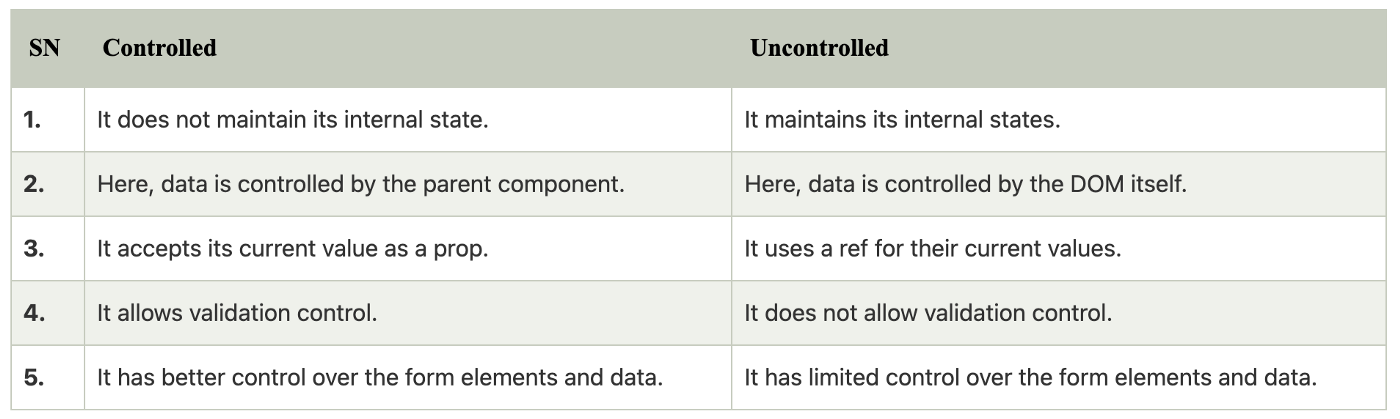 SN Controlled Uncontrolled
1. It does not maintain its internal state. It maintains its internal states.
2. Here, data is controlled by the parent component. Here, data is controlled by the DOM itself.
3. It accepts its current value as a prop. It uses a ref for their current values.
4. It allows validation control. It does not allow validation control.
5. It has better control over the form elements and data. It has limited control over the form elements and data.